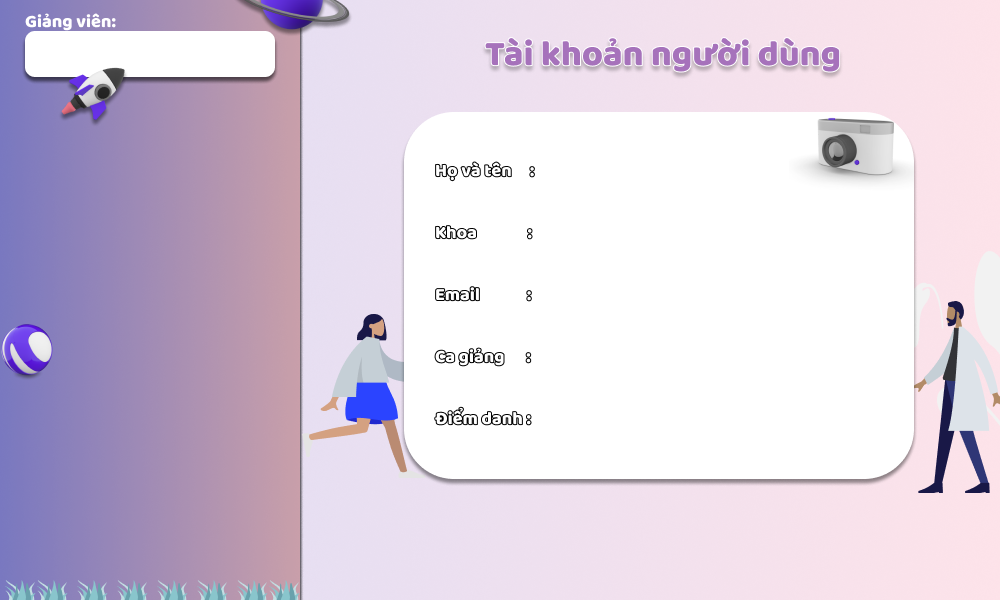 Giảng viên:
Tài khoản người dùng
Họ và tên :
Khoa :
Email :
Ca giảng :
Điểm danh :